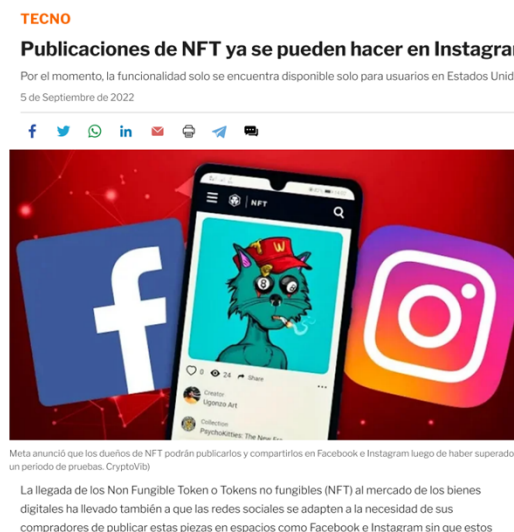 TECNO
Publicaciones de NFT ya se pueden hacer en Instagra
Por el momento, la funcionalidad solo se encuentra disponible solo para usuarios en Estados Unid
5 de Septiembre de 2022
NFT
W
8 8
0 24 Share
Creator
Ugonzo Art
Collection
PsychoKitties: The New Era
Meta anunció que los dueños de NFT podrán publicarlos y compartirlos en Facebook e Instagram luego de haber superado
un periodo de pruebas. CryptoVib)
La llegada de los Non Fungible Token o Tokens no fungibles (NFT) al mercado de los bienes
digitales ha llevado también a que las redes sociales se adapten a la necesidad de sus
compradores de publicar estas piezas en espacios como Facebook e Instagram sin que estos